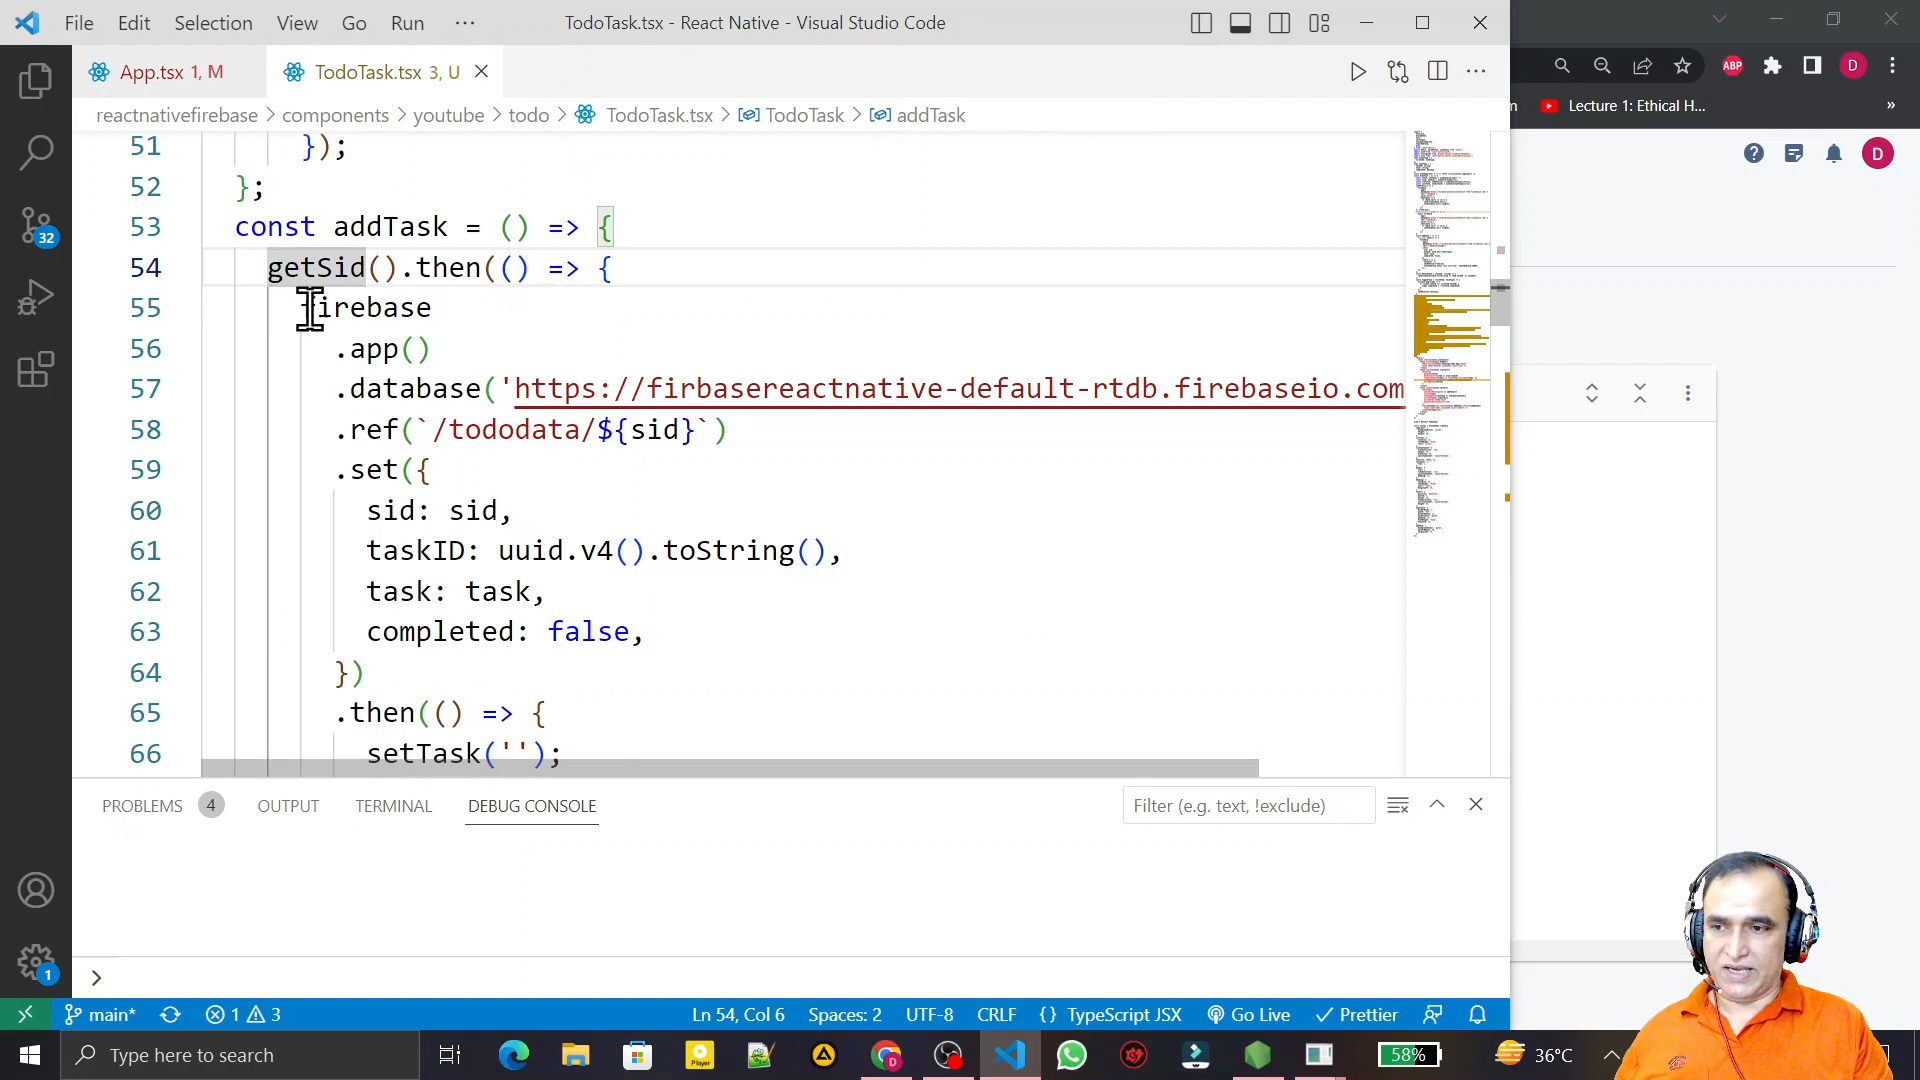 File Edit Selection View Go Run ··· TodoTask.tsx - React Native - Visual Studio Code
App.tsx 1, M TodoTask.tsx 3, U
reactnativefirebase > components > youtube > todo > TodoTask.tsx > TodoTask > addTask
51 });
52 };
53 const addTask = () => {
54 getSid().then(() => {
55 firebase
56 .app()
57 .database('https://firbasereactnative-default-rtdb.firebaseio.com
58 .ref(`/tododata/${sid}`)
59 .set({
60 sid: sid,
61 taskID: uuid.v4().toString(),
62 task: task,
63 completed: false,
64 })
65 .then(() => {
66 setTask('');
32
1
PROBLEMS 4 OUTPUT TERMINAL DEBUG CONSOLE Filter (e.g. text, !exclude)
>
main* 1 3 Ln 54, Col 6 Spaces: 2 UTF-8 CRLF {} TypeScript JSX Go Live Prettier
ABP D
Lecture 1: Ethical H... »
D
Type here to search 58% 36°C